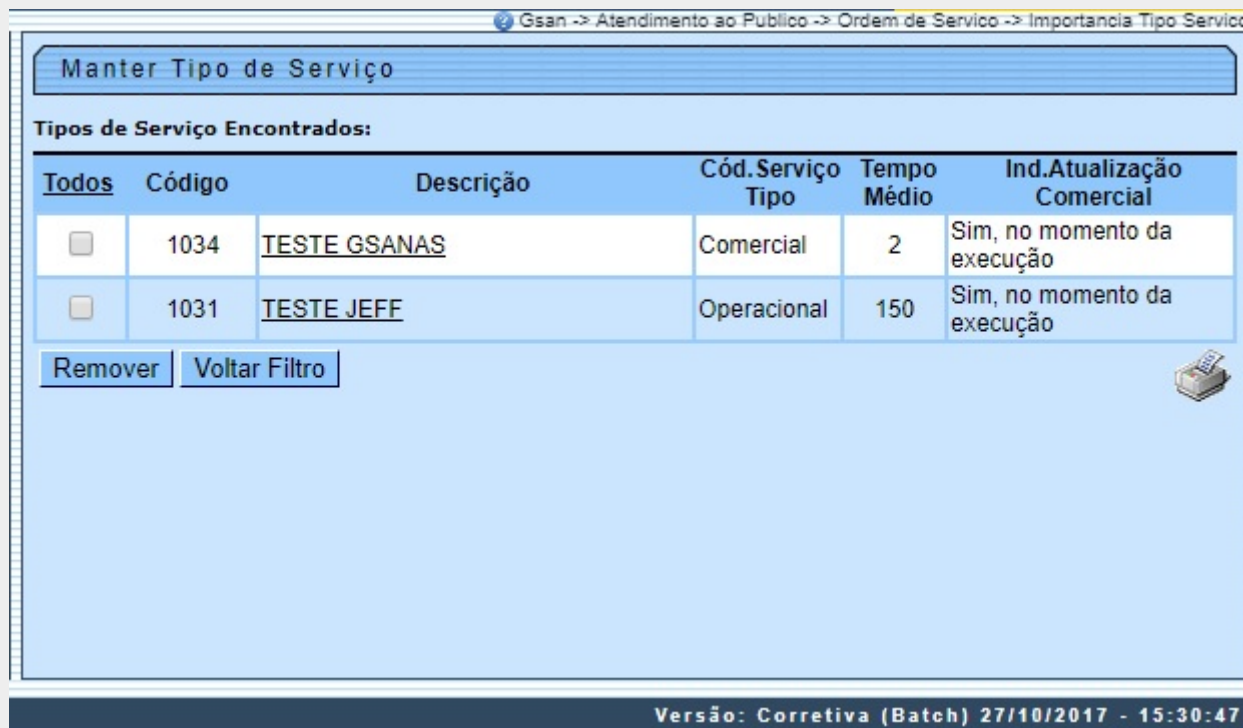 Gsan -> Atendimento ao Publico -> Ordem de Servico -> Importancia Tipo Servico
Manter Tipo de Serviço
Tipos de Serviço Encontrados:
Todos Código Descrição Cód.Serviço Tipo Tempo Médio Ind.Atualização Comercial
1034 TESTE GSANAS Comercial 2 Sim, no momento da execução
1031 TESTE JEFF Operacional 150 Sim, no momento da execução
Remover Voltar Filtro
Versão: Corretiva (Batch) 27/10/2017 - 15:30:47